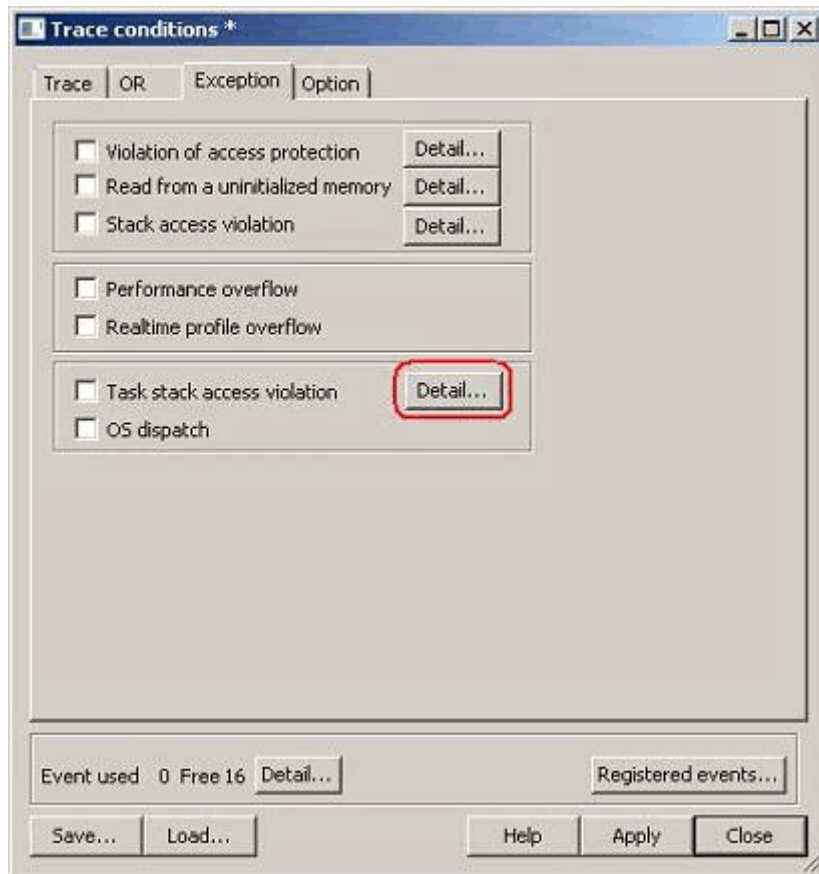 Trace conditions *
Trace OR Exception Option
Violation of access protection Detail...
Read from a uninitialized memory Detail...
Stack access violation Detail...
Performance overflow
Realtime profile overflow
Task stack access violation Detail...
OS dispatch
Event used 0 Free 16 Detail... Registered events...
Save... Load... Help Apply Close